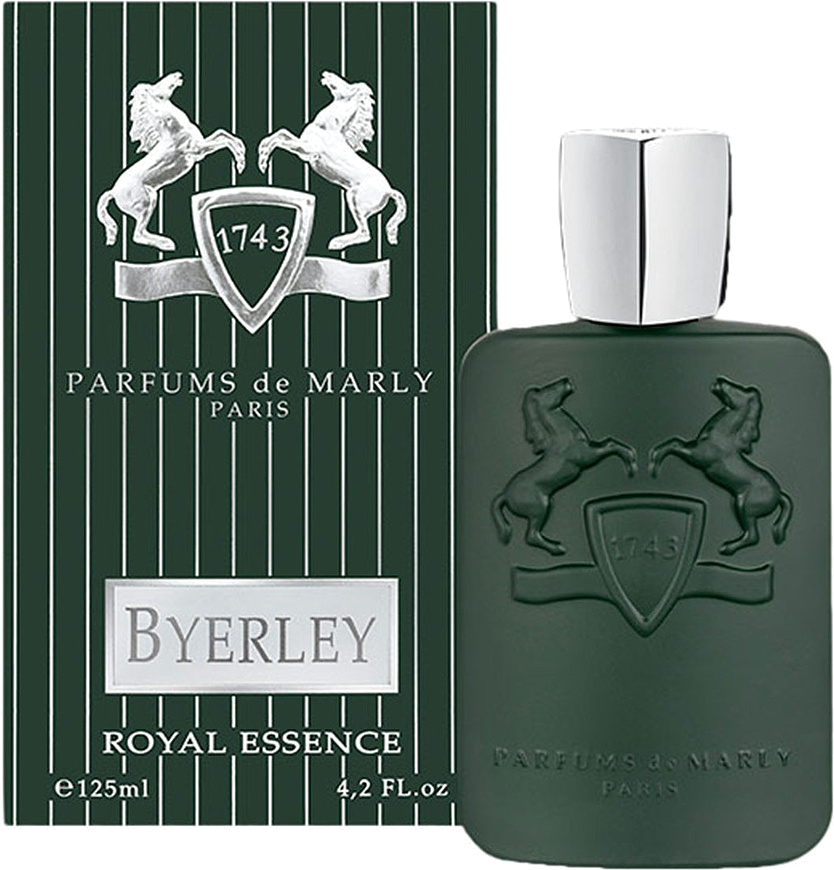 1743
PARFUMS de MARLY
PARIS
BYERLEY
ROYAL ESSENCE
℮125ml
4,2 FL.oz
1743
PARFUMS de MARLY
PARIS